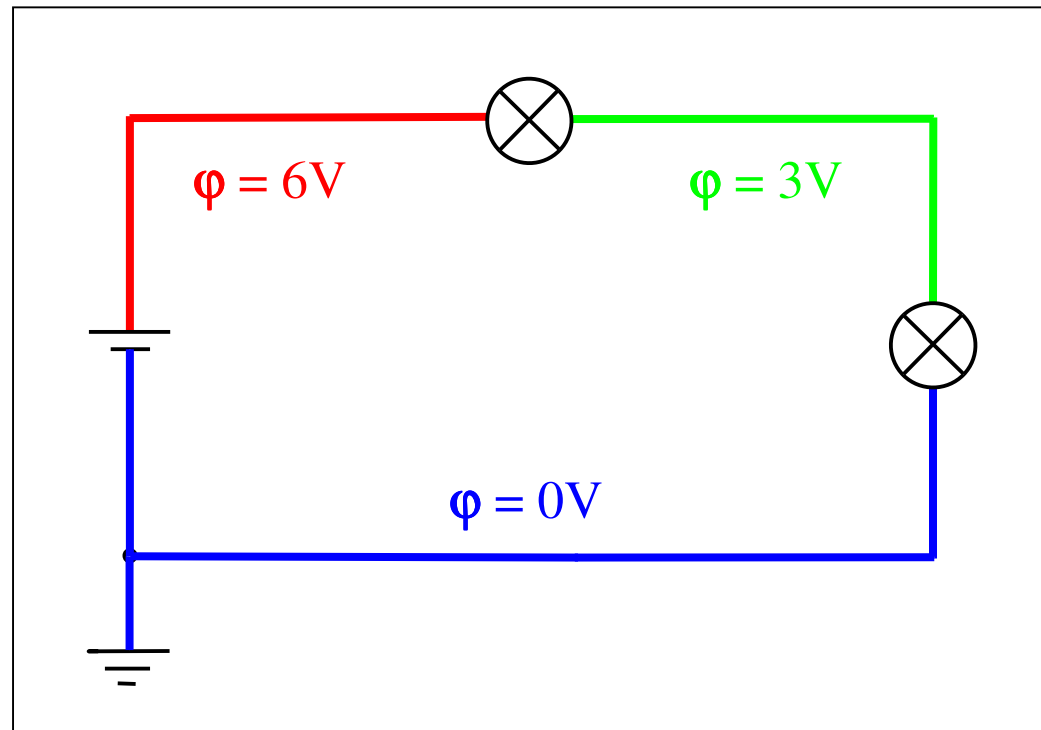 φ = 6V
φ = 3V
φ = 0V